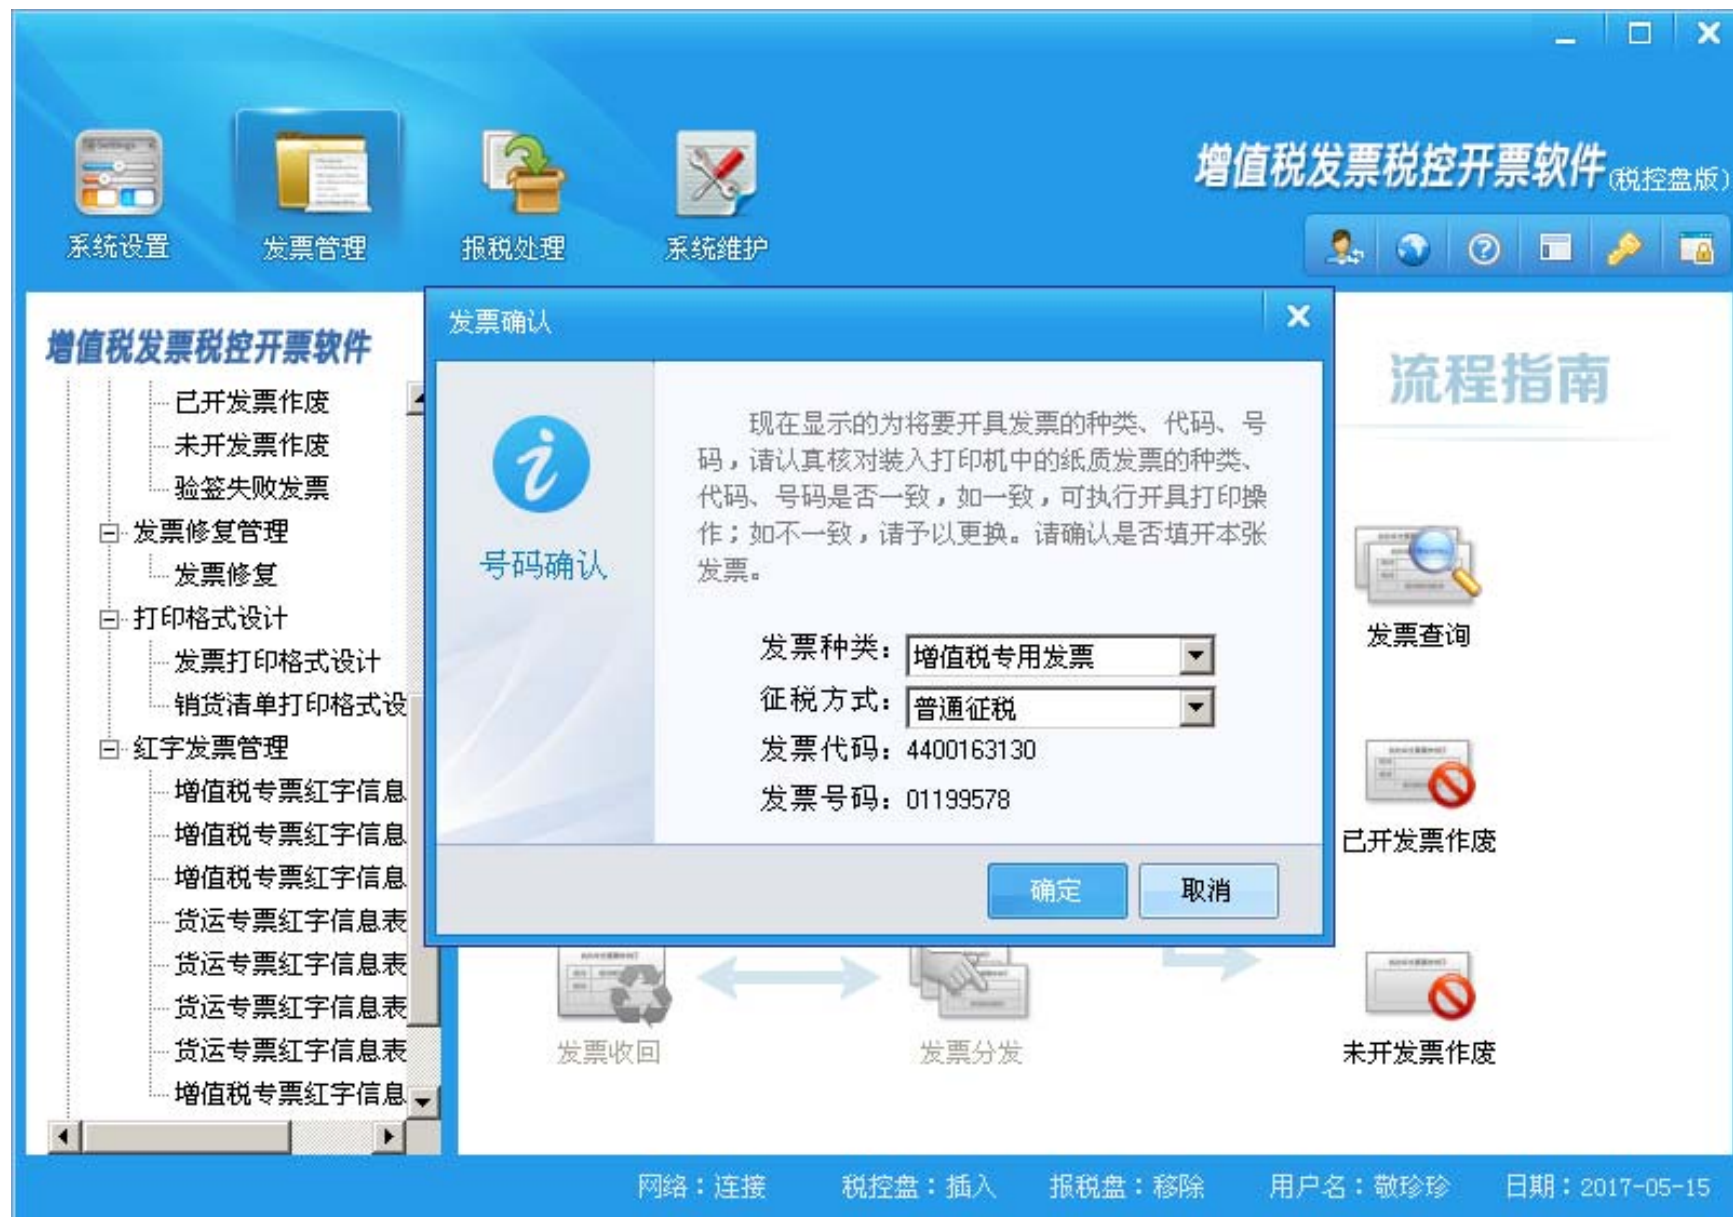 增值税发票税控开票软件(税控盘版)
系统设置
发票管理
报税处理
系统维护
增值税发票税控开票软件
已开发票作废
未开发票作废
验签失败发票
发票修复管理
发票修复
打印格式设计
发票打印格式设计
销货清单打印格式设
红字发票管理
增值税专票红字信息
增值税专票红字信息
增值税专票红字信息
货运专票红字信息表
货运专票红字信息表
货运专票红字信息表
货运专票红字信息表
增值税专票红字信息
发票确认
号码确认
现在显示的为将要开具发票的种类、代码、号
码，请认真核对装入打印机中的纸质发票的种类、
代码、号码是否一致，如一致，可执行开具打印操
作；如不一致，请予以更换。请确认是否填开本张
发票。
发票种类：增值税专用发票
征税方式：普通征税
发票代码：4400163130
发票号码：01199578
确定
取消
流程指南
发票查询
已开发票作废
发票收回
发票分发
未开发票作废
网络：连接
税控盘：插入
报税盘：移除
用户名：敬珍珍
日期：2017-05-15